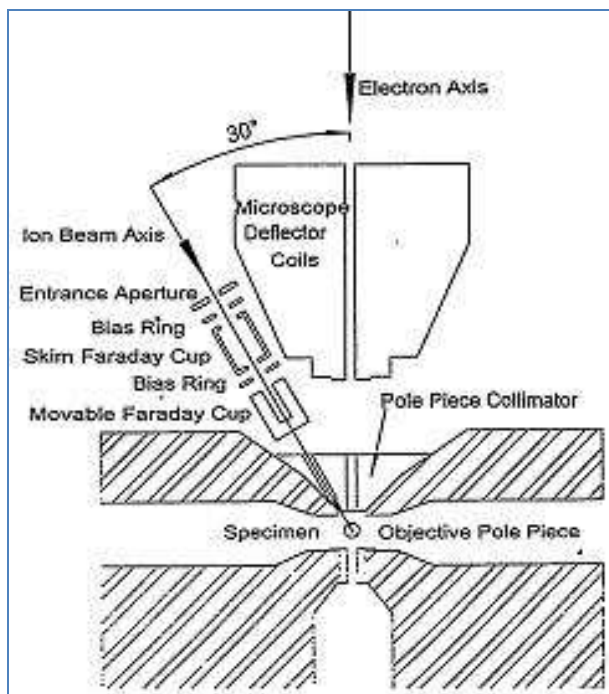 Electron Axis
30°
Microscope
Deflector
Coils
Ion Beam Axis
Entrance Aperture
Bias Ring
Skim Faraday Cup
Bias Ring
Movable Faraday Cup
Pole Piece Collimator
Specimen
Objective Pole Piece